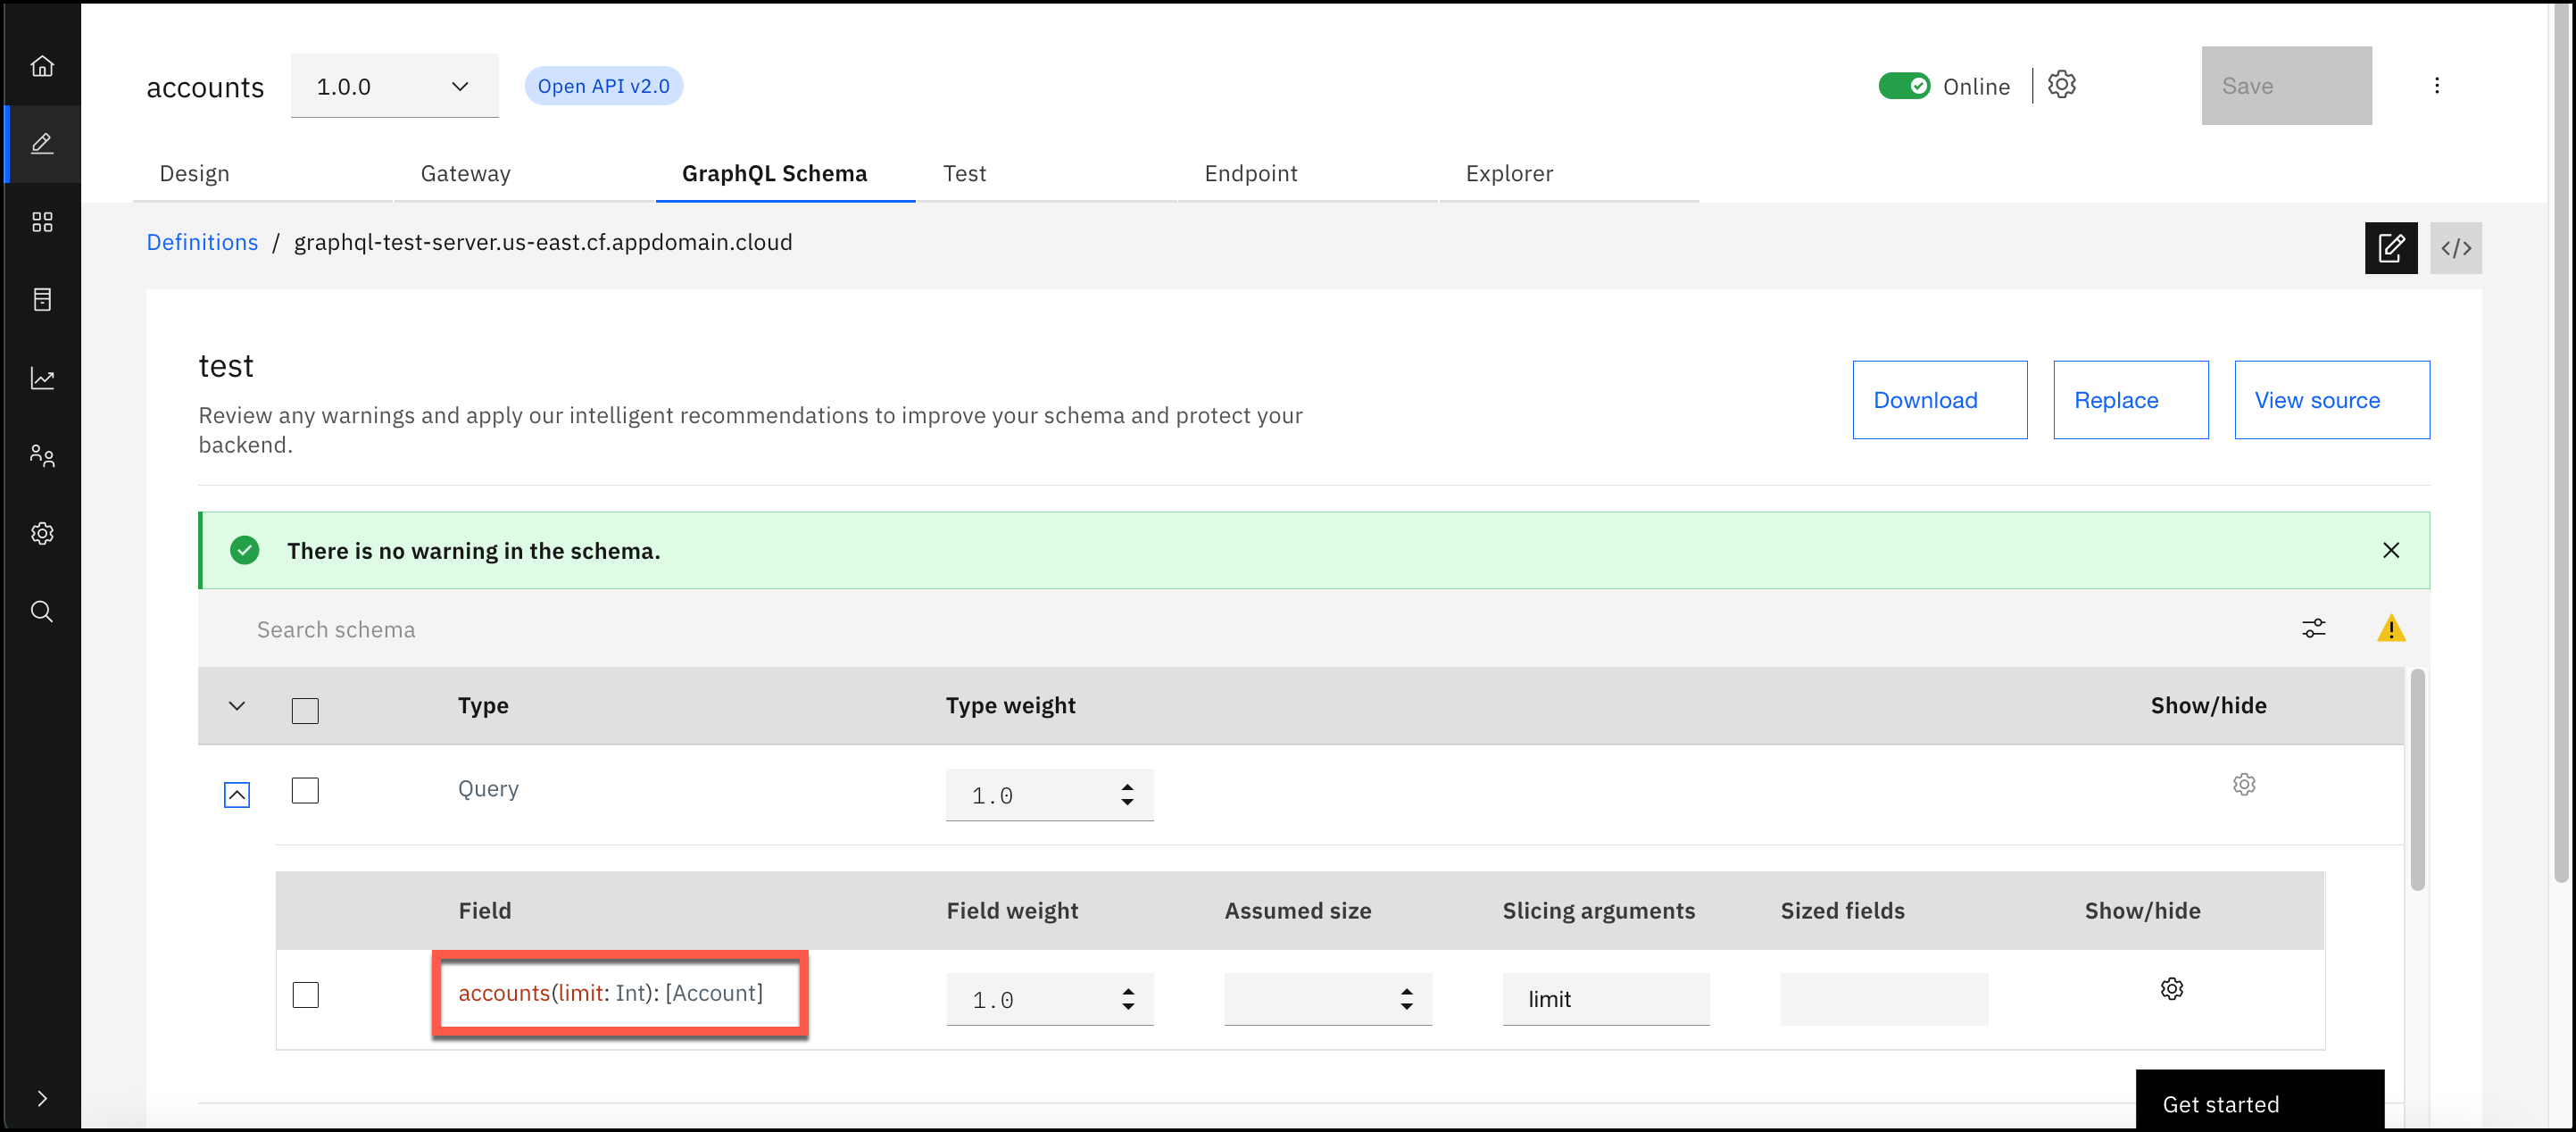 accounts
1.0.0
Open API v2.0
Online
Save
Design
Gateway
GraphQL Schema
Test
Endpoint
Explorer
Definitions / graphql-test-server.us-east.cf.appdomain.cloud
</>
test
Review any warnings and apply our intelligent recommendations to improve your schema and protect your
backend.
Download
Replace
View source
There is no warning in the schema.
Search schema
Type
Type weight
Show/hide
Query
1.0
Field
Field weight
Assumed size
Slicing arguments
Sized fields
Show/hide
accounts(limit: Int): [Account]
1.0
limit
Get started